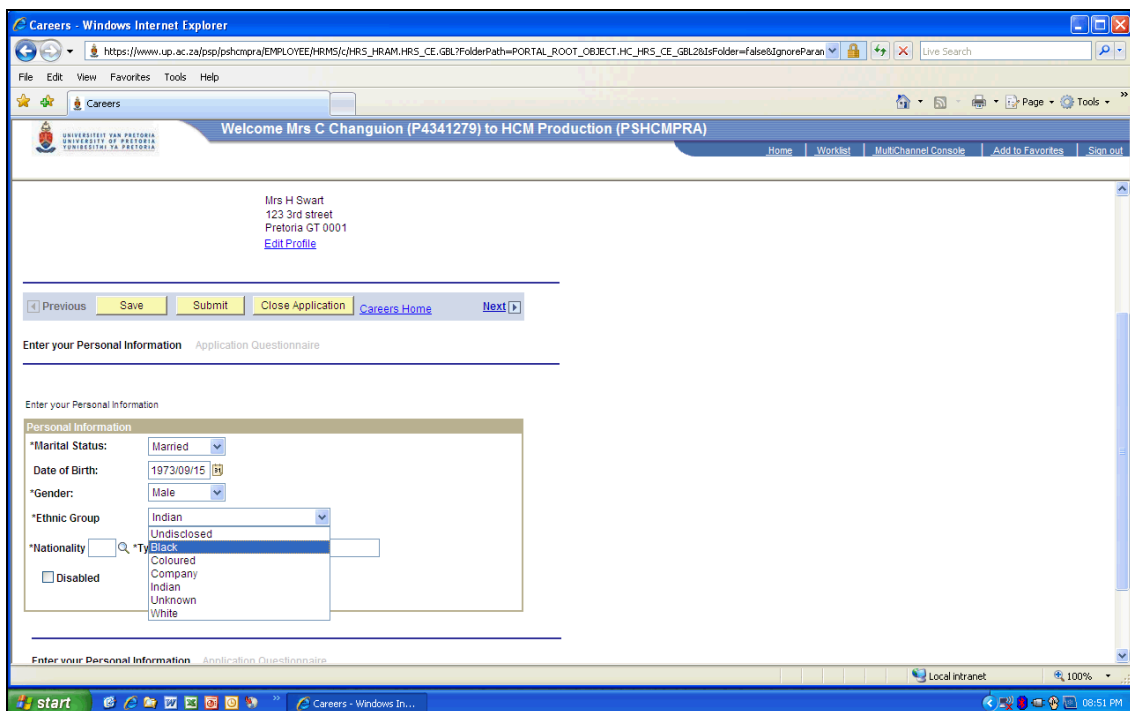 Careers - Windows Internet Explorer
https://www.up.ac.za/psp/pshcmpra/EMPLOYEE/HRMS/c/HRS_HRAM.HRS_CE.GBL?FolderPath=PORTAL_ROOT_OBJECT.HC_HRS_CE_GBL2&IsFolder=false&IgnoreParan
Live Search
File Edit View Favorites Tools Help
Careers
Page Tools
UNIVERSITEIT VAN PRETORIA
UNIVERSITY OF PRETORIA
YUNIBESITHI YA PRETORIA
Welcome Mrs C Changuion (P4341279) to HCM Production (PSHCMPRA)
Home Worklist MultiChannel Console Add to Favorites Sign out
Mrs H Swart
123 3rd street
Pretoria GT 0001
Edit Profile
Previous Save Submit Close Application Careers Home Next
Enter your Personal Information Application Questionnaire
Enter your Personal Information
Personal Information
*Marital Status: Married
Date of Birth: 1973/09/15
*Gender: Male
*Ethnic Group Indian
Undisclosed
*Nationality *Ty Black
Coloured
Company
Disabled
Indian
Unknown
White
Enter your Personal Information Application Questionnaire
Local intranet 100%
start Careers - Windows In... 08:51 PM